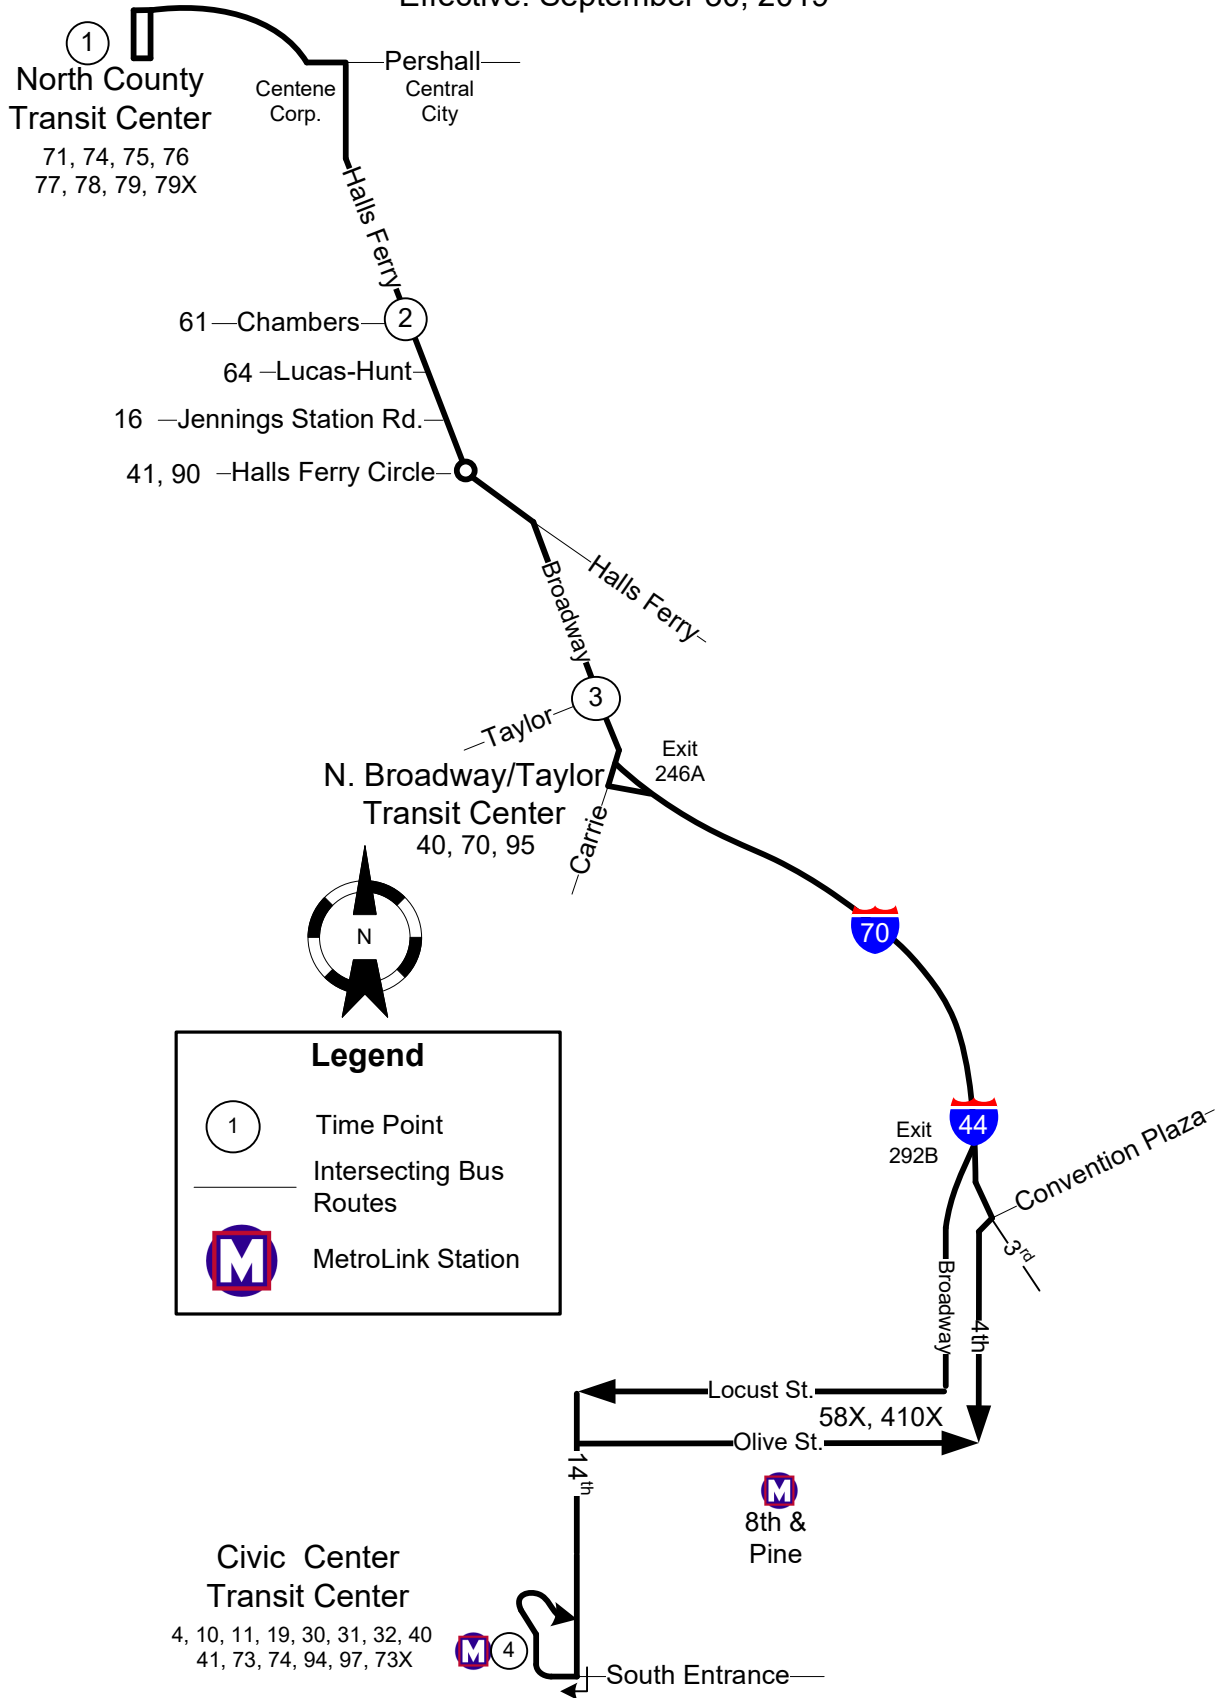 Effective: September 30, 2019
1
North County
Transit Center
71, 74, 75, 76
77, 78, 79, 79X
Pershall
Centene
Corp.
Central
City
Halls Ferry
61
Chambers
2
64
Lucas-Hunt
16
Jennings Station Rd.
41, 90
Halls Ferry Circle
Halls Ferry
Broadway
3
Taylor
Exit
246A
N. Broadway/Taylor
Transit Center
40, 70, 95
Carrie
N
70
Legend
1
Time Point
Intersecting Bus
Routes
M
MetroLink Station
44
Exit
292B
Convention Plaza
3rd
Broadway
4th
Locust St.
58X, 410X
Olive St.
14th
M
8th &
Pine
Civic Center
Transit Center
4, 10, 11, 19, 30, 31, 32, 40
41, 73, 74, 94, 97, 73X
M
4
South Entrance